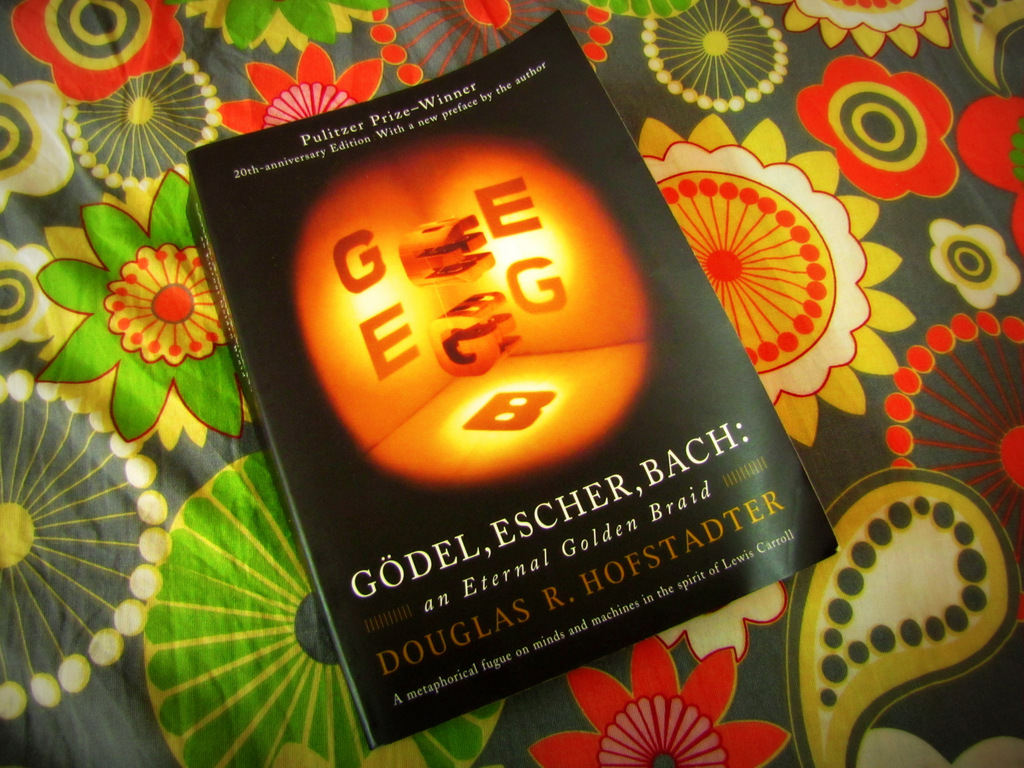 Pulitzer Prize–Winner
20th-anniversary Edition With a new preface by the author
G E
E G
B
GÖDEL, ESCHER, BACH:
an Eternal Golden Braid
DOUGLAS R. HOFSTADTER
A metaphorical fugue on minds and machines in the spirit of Lewis Carroll